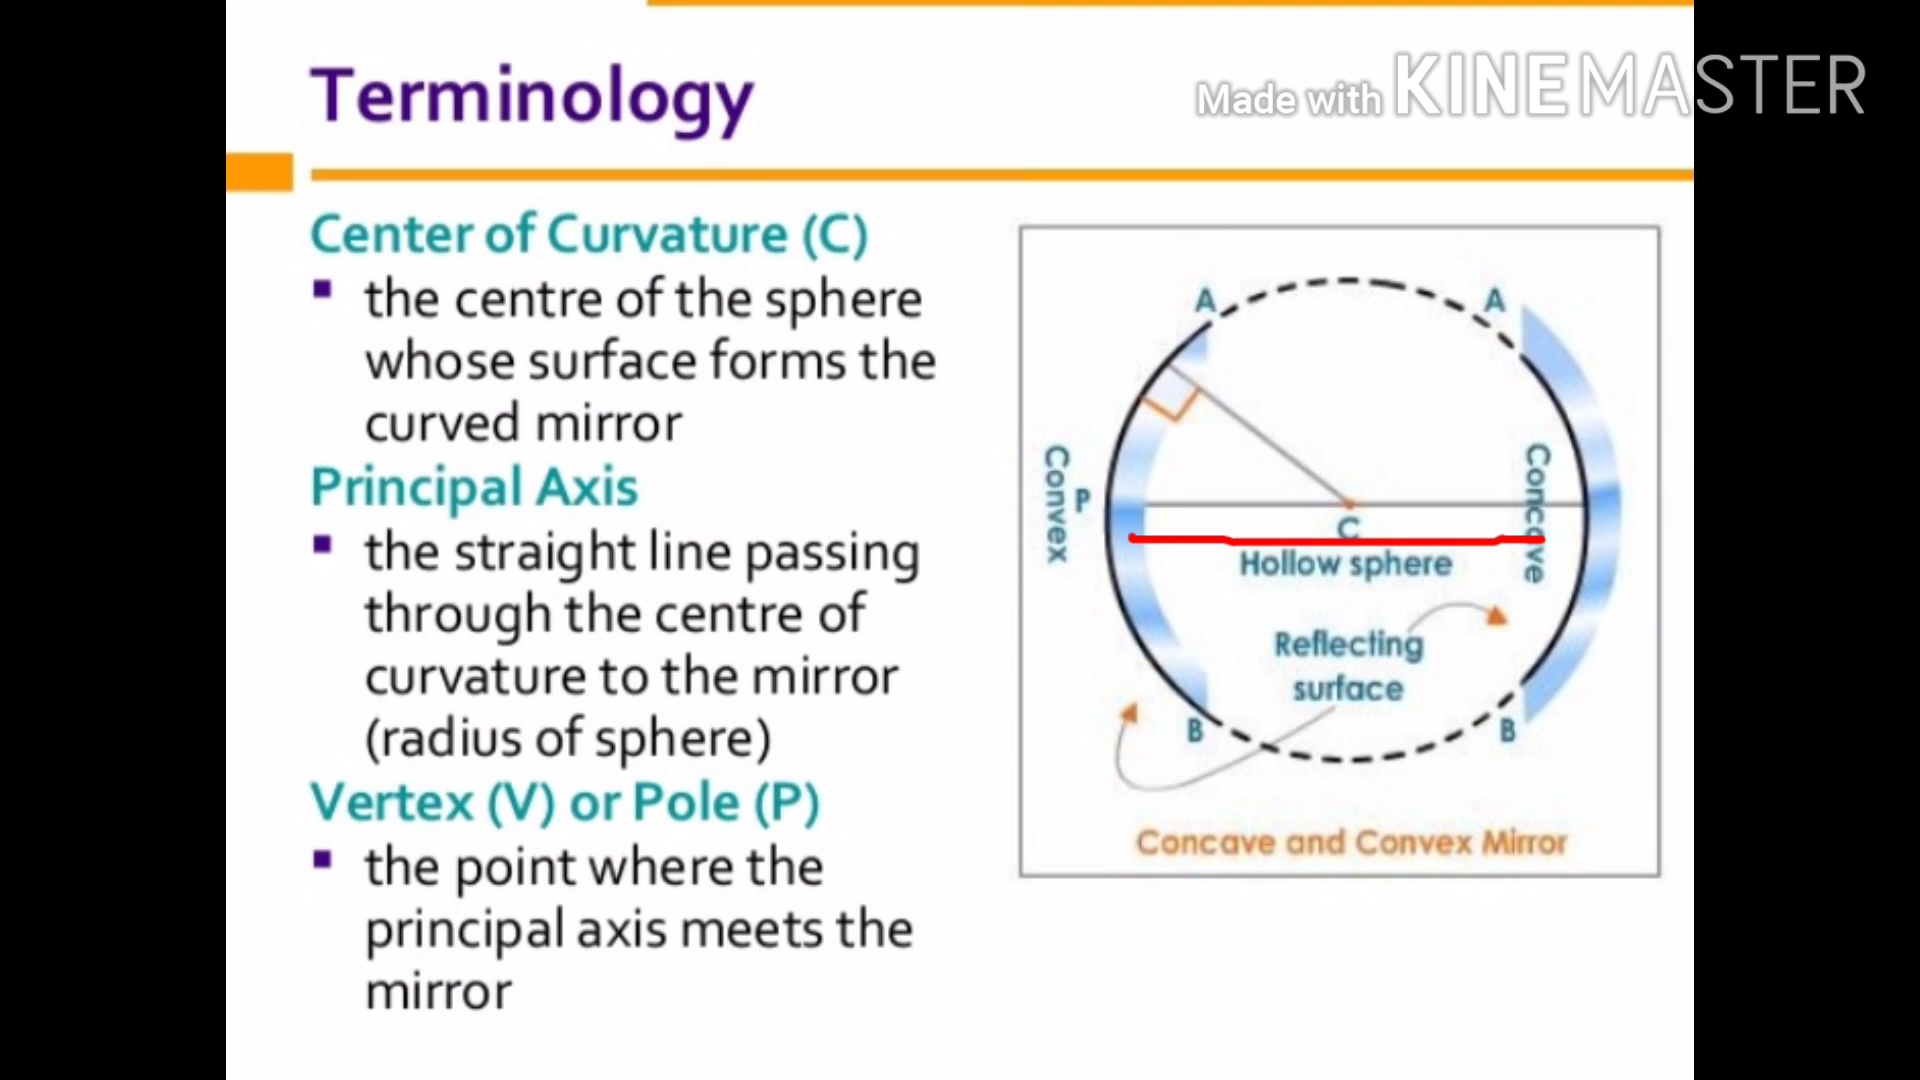 Terminology
Made with KINEMASTER
Center of Curvature (C)
the centre of the sphere
whose surface forms the
curved mirror
Principal Axis
the straight line passing
through the centre of
curvature to the mirror
(radius of sphere)
Vertex (V) or Pole (P)
the point where the
principal axis meets the
mirror
A
A
Convex
P
C
Concave
Hollow sphere
Reflecting
surface
B
B
Concave and Convex Mirror